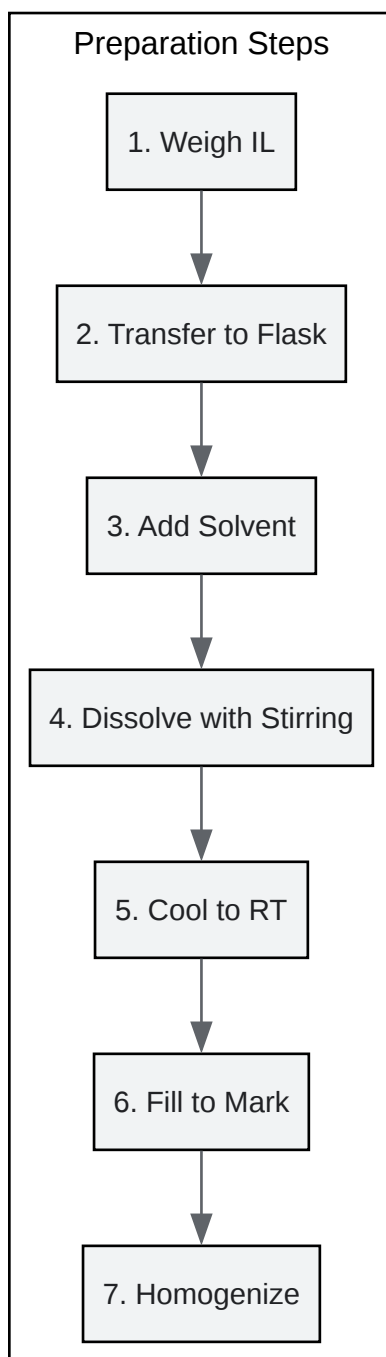 Preparation Steps
1. Weigh IL
2. Transfer to Flask
3. Add Solvent
4. Dissolve with Stirring
5. Cool to RT
6. Fill to Mark
7. Homogenize